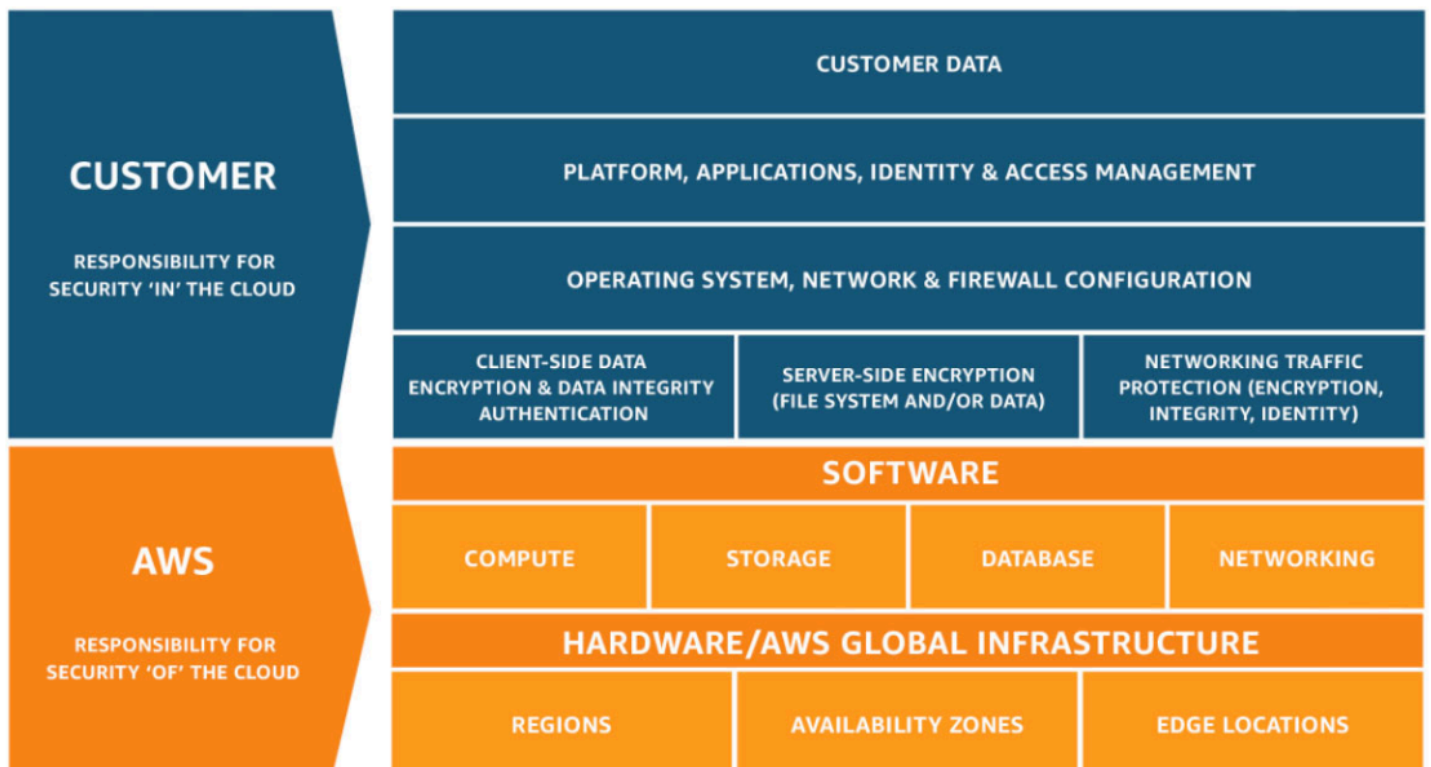 CUSTOMER
RESPONSIBILITY FOR
SECURITY ‘IN’ THE CLOUD
CUSTOMER DATA
PLATFORM, APPLICATIONS, IDENTITY & ACCESS MANAGEMENT
OPERATING SYSTEM, NETWORK & FIREWALL CONFIGURATION
CLIENT-SIDE DATA
ENCRYPTION & DATA INTEGRITY
AUTHENTICATION
SERVER-SIDE ENCRYPTION
(FILE SYSTEM AND/OR DATA)
NETWORKING TRAFFIC
PROTECTION (ENCRYPTION,
INTEGRITY, IDENTITY)
AWS
RESPONSIBILITY FOR
SECURITY ‘OF’ THE CLOUD
SOFTWARE
COMPUTE
STORAGE
DATABASE
NETWORKING
HARDWARE/AWS GLOBAL INFRASTRUCTURE
REGIONS
AVAILABILITY ZONES
EDGE LOCATIONS